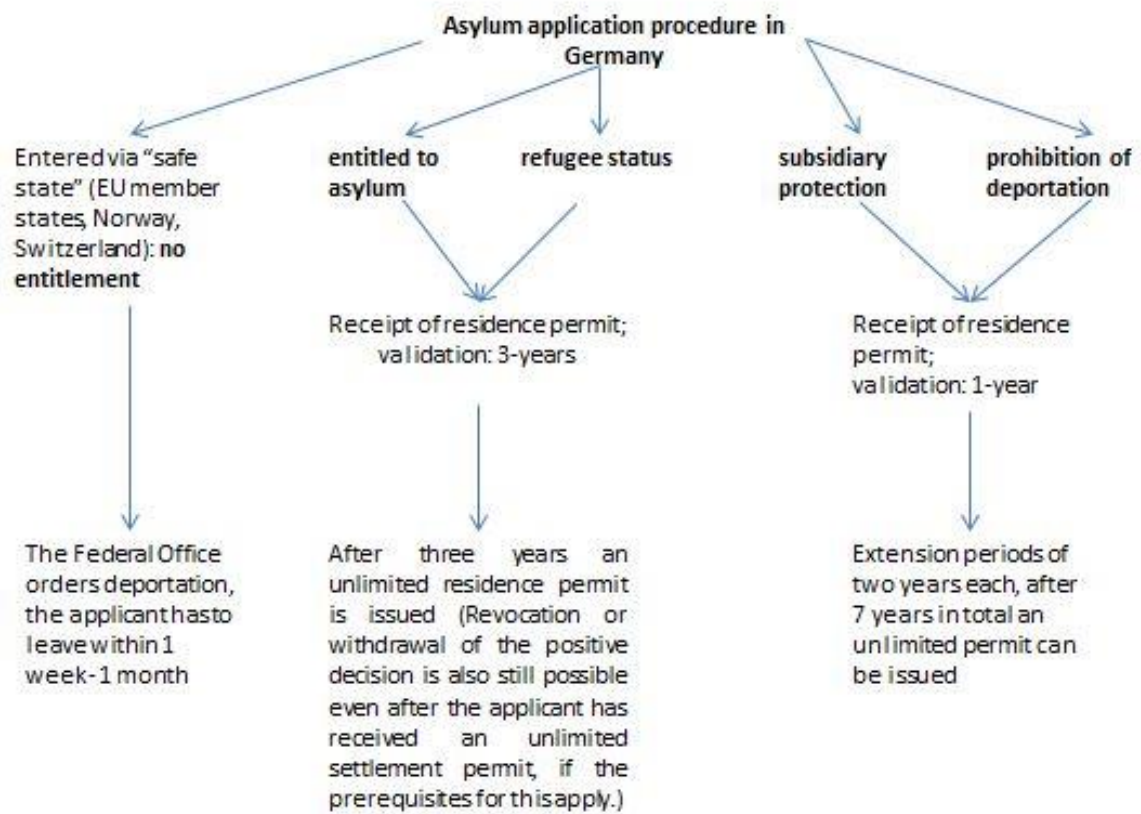 Asylum application procedure in
Germany
Entered via “safe
state” (EU member
states, Norway,
Switzerland): no
entitlement
entitled to
asylum
refugee status
subsidiary
protection
prohibition of
deportation
Receipt of residence permit;
validation: 3-years
Receipt of residence
permit;
validation: 1-year
The Federal Office
orders deportation,
the applicant hasto
leave within 1
week- 1 month
After three years an
unlimited residence permit
is issued (Revocation or
withdrawal of the positive
decision is also still possible
even after the applicant has
received an unlimited
settlement permit, if the
prerequisites for this apply.)
Extension periods of
two years each, after
7 years in total an
unlimited permit can
be issued